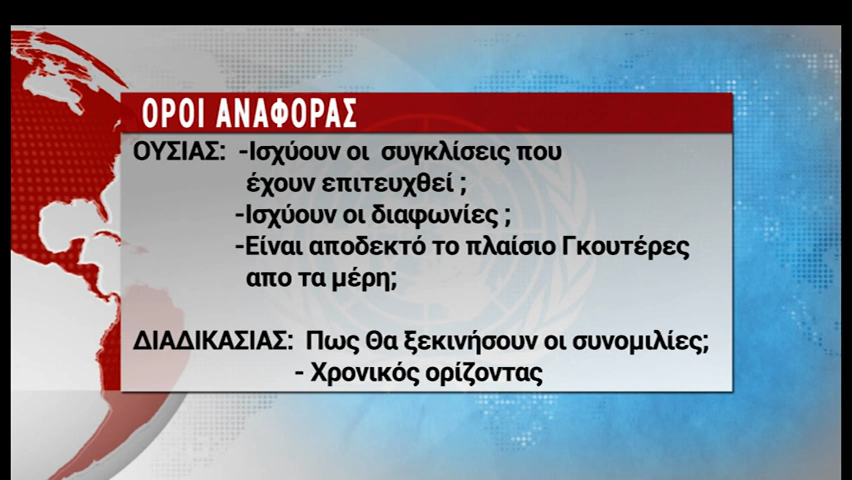 ΟΡΟΙ ΑΝΑΦΟΡΑΣ
ΟΥΣΙΑΣ: -Ισχύουν οι συγκλίσεις που
έχουν επιτευχθεί ;
-Ισχύουν οι διαφωνίες ;
-Είναι αποδεκτό το πλαίσιο Γκουτέρες
απο τα μέρη;
ΔΙΑΔΙΚΑΣΙΑΣ: Πως Θα ξεκινήσουν οι συνομιλίες;
- Χρονικός ορίζοντας